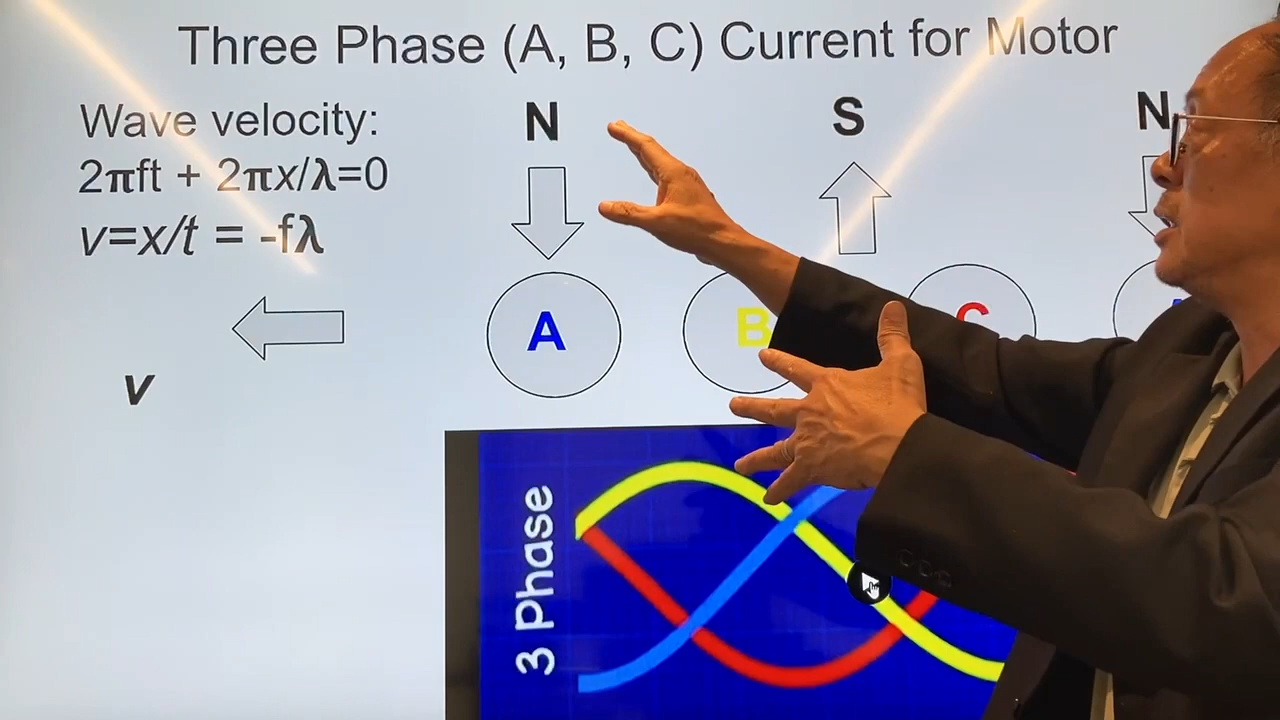 Three Phase (A, B, C) Current for Motor
Wave velocity:
2πft + 2πx/λ=0
v=x/t = -fλ
N S N
A B C
v
3 Phase